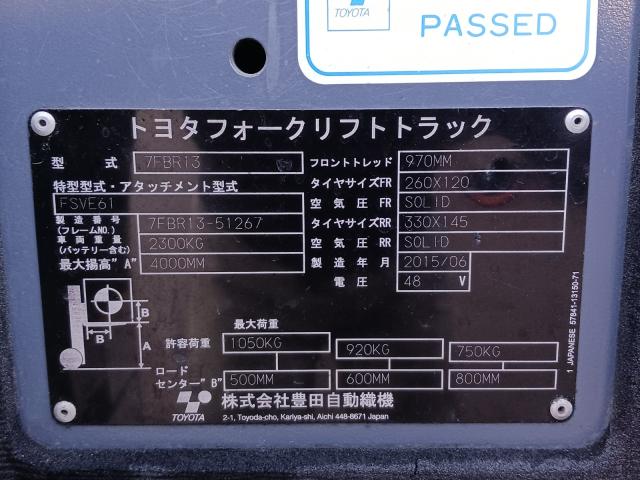 TOYOTA
PASSED
トヨタフォークリフトトラック
型 式 7FBR13
特型型式・アタッチメント型式
FSVE61
製造番号 (フレームNO.) 7FBR13-51267
車両重量 (バッテリー含む) 2300KG
最大揚高"A" 4000MM
フロントトレッド 970MM
タイヤサイズFR 260X120
空気圧 FR SOLID
タイヤサイズRR 330X145
空気圧 RR SOLID
製造年月 2015/06
電圧 48 V
B
B
A
最大荷重
許容荷重 1050KG 920KG 750KG
ロードセンター"B" 500MM 600MM 800MM
TOYOTA
株式会社豊田自動織機
2-1, Toyoda-cho, Kariya-shi, Aichi 448-8671 Japan
1 JAPANESE 57641-13150-71